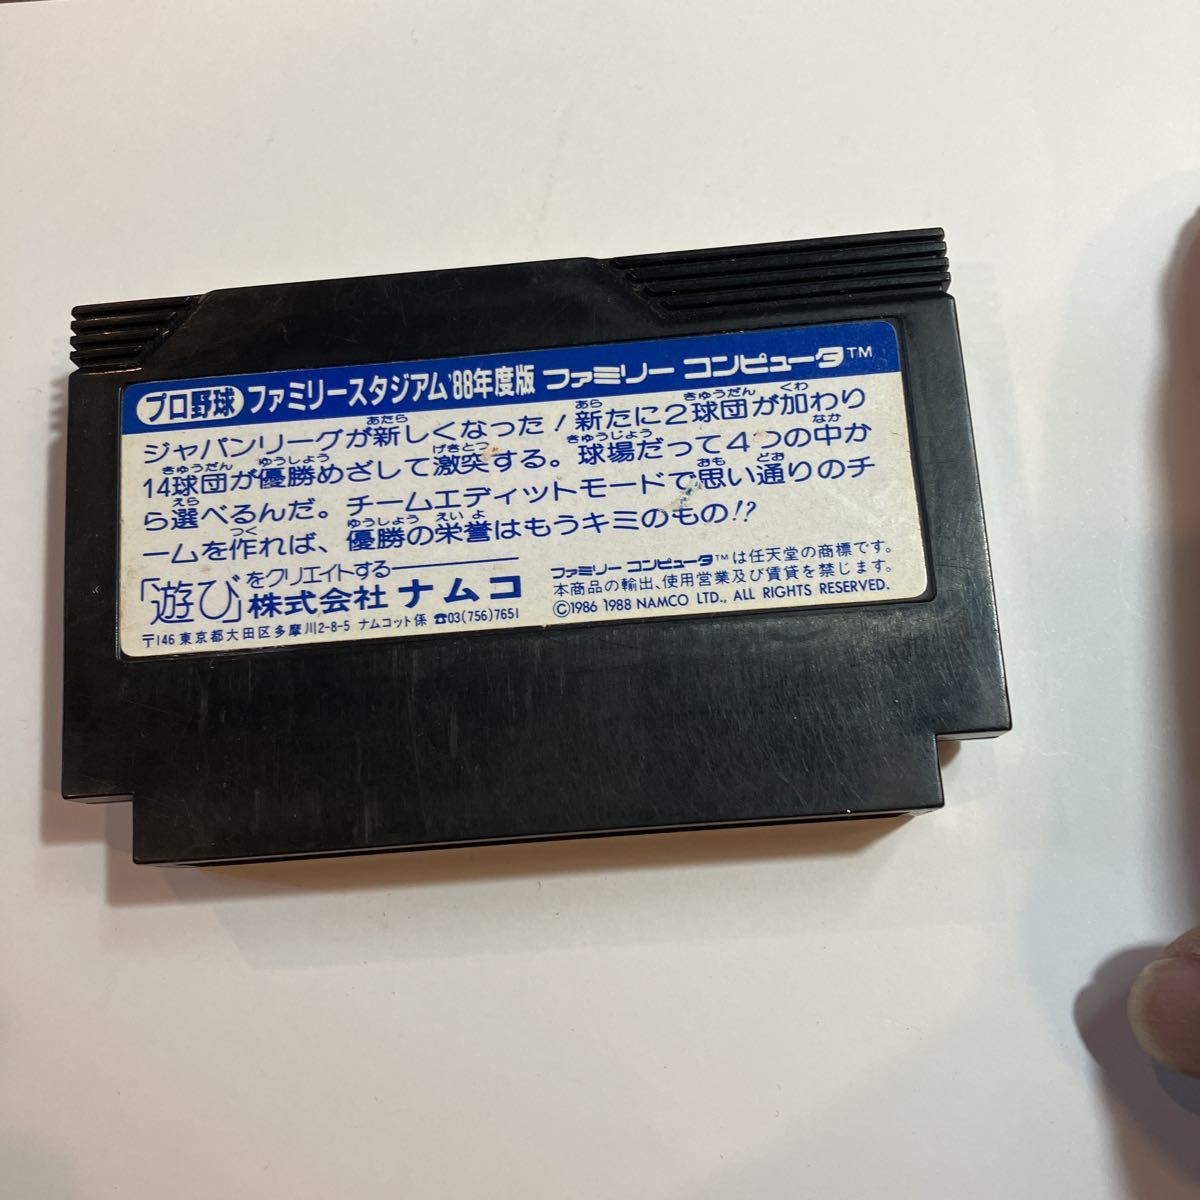 プロ野球 ファミリースタジアム'88年度版 ファミリー コンピュータ™
ジャパンリーグが新しくなった！新たに2球団が加わり
14球団が優勝めざして激突する。球場だって4つの中か
ら選べるんだ。チームエディットモードで思い通りのチ
ームを作れば、優勝の栄誉はもうキミのもの!?
「遊び」をクリエイトする
株式会社 ナムコ
〒146 東京都大田区多摩川2-8-5 ナムコット係 ☎03(756)7651
ファミリー コンピュータ™は任天堂の商標です。
本商品の輸出、使用営業及び賃貸を禁じます。
©1986 1988 NAMCO LTD., ALL RIGHTS RESERVED.